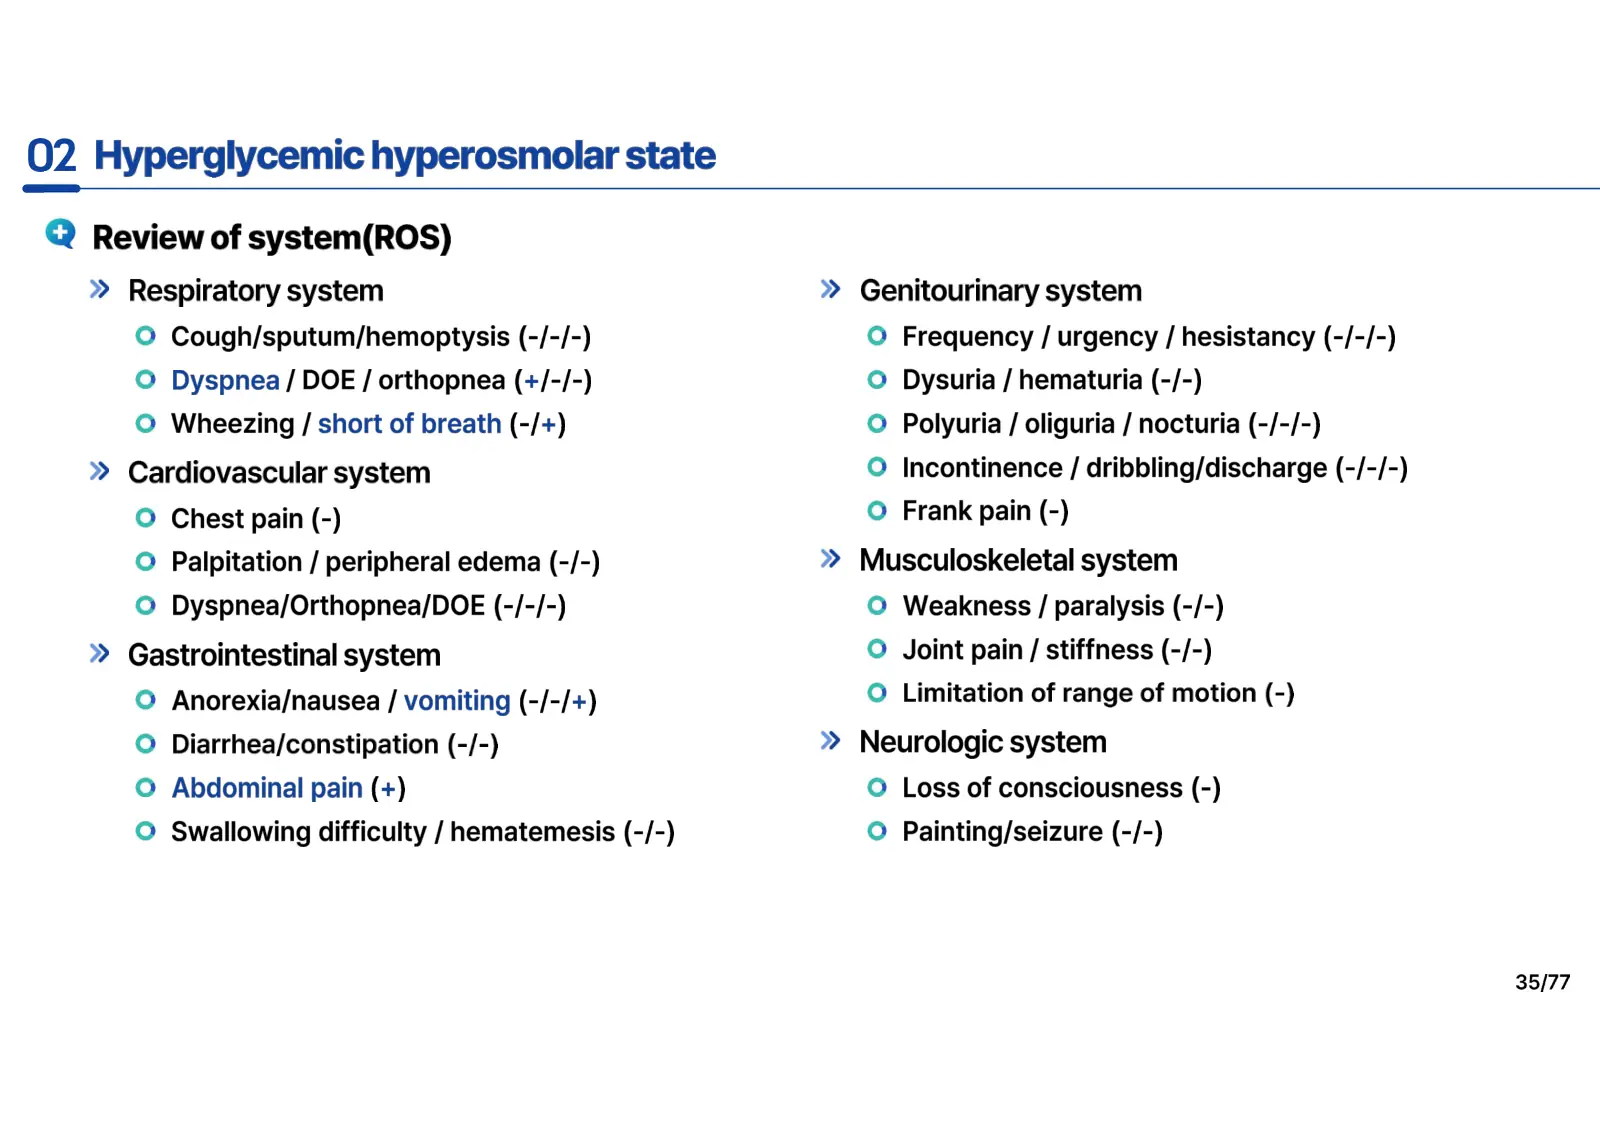 02 Hyperglycemic hyperosmolar state
Review of system(ROS)
Respiratory system
Cough/sputum/hemoptysis (-/-/-)
Dyspnea / DOE / orthopnea (+/-/-)
Wheezing / short of breath (-/+)
Cardiovascular system
Chest pain (-)
Palpitation / peripheral edema (-/-)
Dyspnea/Orthopnea/DOE (-/-/-)
Gastrointestinal system
Anorexia/nausea / vomiting (-/-/+)
Diarrhea/constipation (-/-)
Abdominal pain (+)
Swallowing difficulty / hematemesis (-/-)
Genitourinary system
Frequency / urgency / hesistancy (-/-/-)
Dysuria / hematuria (-/-)
Polyuria / oliguria / nocturia (-/-/-)
Incontinence / dribbling/discharge (-/-/-)
Frank pain (-)
Musculoskeletal system
Weakness / paralysis (-/-)
Joint pain / stiffness (-/-)
Limitation of range of motion (-)
Neurologic system
Loss of consciousness (-)
Painting/seizure (-/-)
35/77